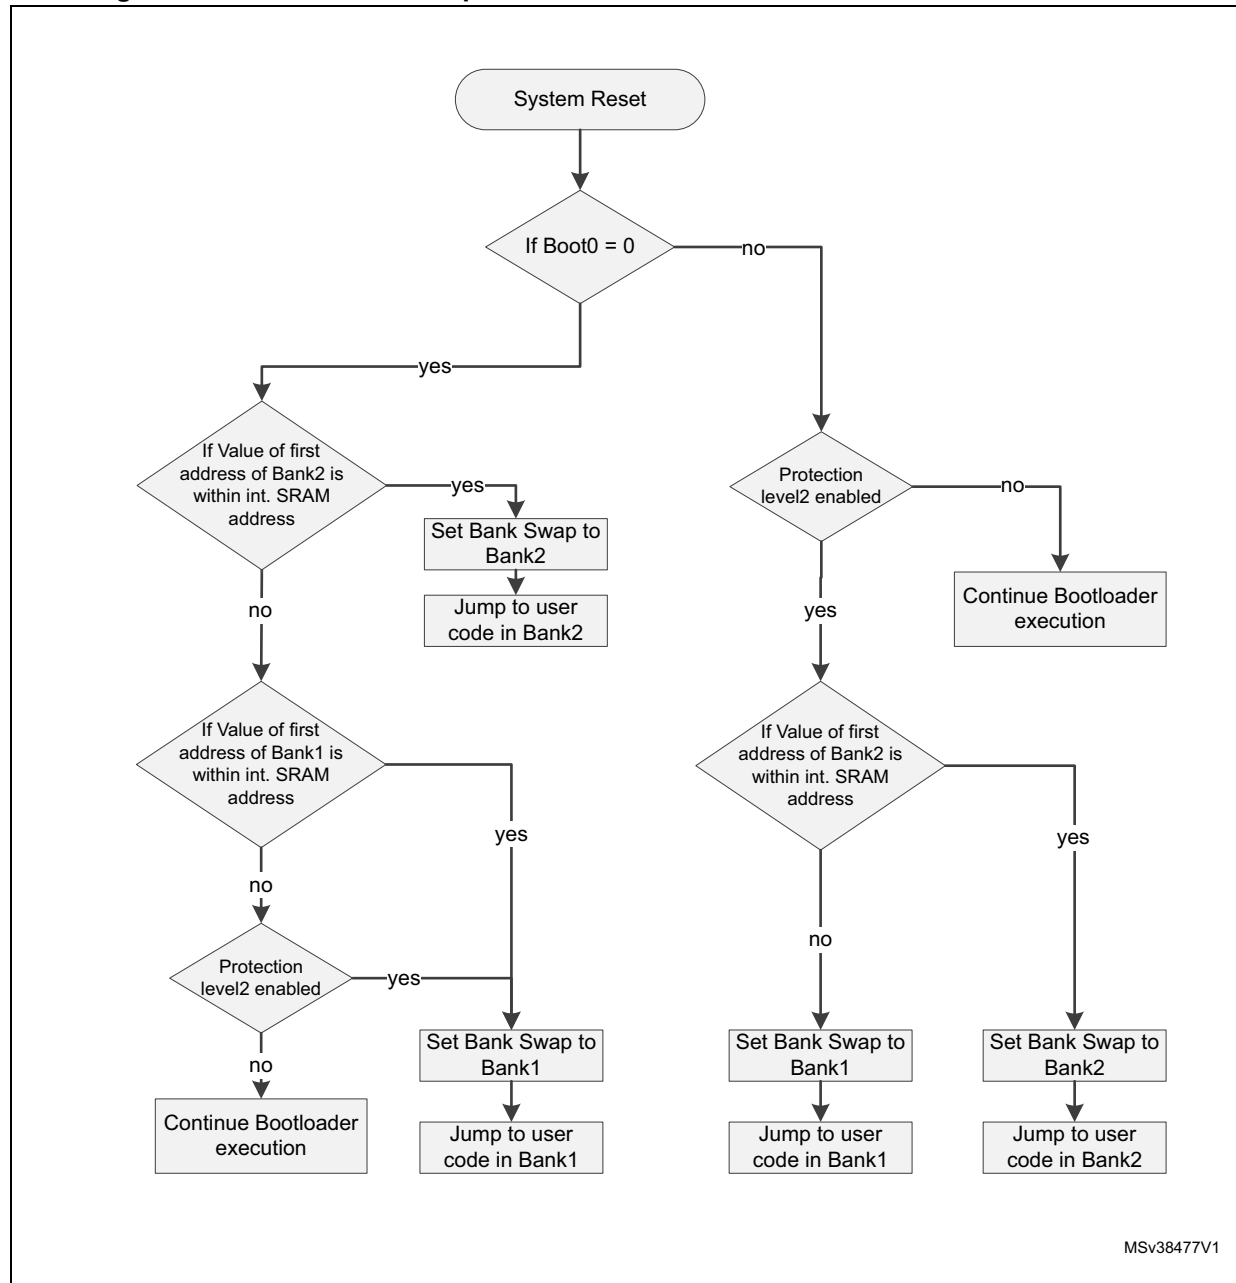 System Reset
If Boot0 = 0
no
yes
If Value of first
address of Bank2 is
within int. SRAM
address
yes
Set Bank Swap to
Bank2
Jump to user
code in Bank2
no
Protection
level2 enabled
no
Continue Bootloader
execution
yes
If Value of first
address of Bank1 is
within int. SRAM
address
yes
no
Protection
level2 enabled
yes
no
Continue Bootloader
execution
Set Bank Swap to
Bank1
Jump to user
code in Bank1
If Value of first
address of Bank2 is
within int. SRAM
address
yes
no
Set Bank Swap to
Bank1
Jump to user
code in Bank1
Set Bank Swap to
Bank2
Jump to user
code in Bank2
MSv38477V1